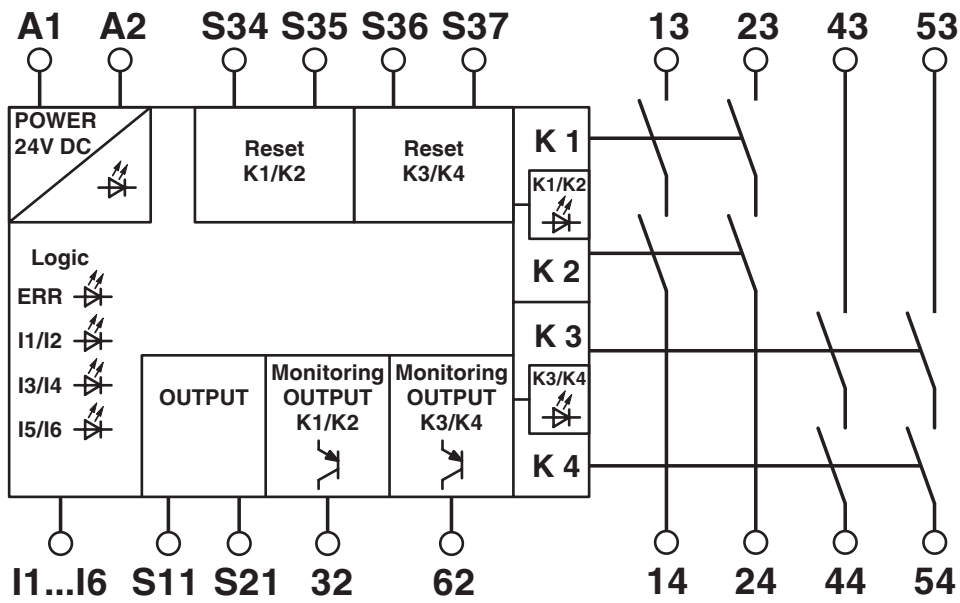 A1 A2 S34 S35 S36 S37 13 23 43 53
POWER
24V DC
Reset
K1/K2
Reset
K3/K4
K 1
K1/K2
K 2
Logic
ERR
I1/I2
I3/I4
I5/I6
OUTPUT
Monitoring
OUTPUT
K1/K2
Monitoring
OUTPUT
K3/K4
K 3
K3/K4
K 4
I1...I6 S11 S21 32 62 14 24 44 54